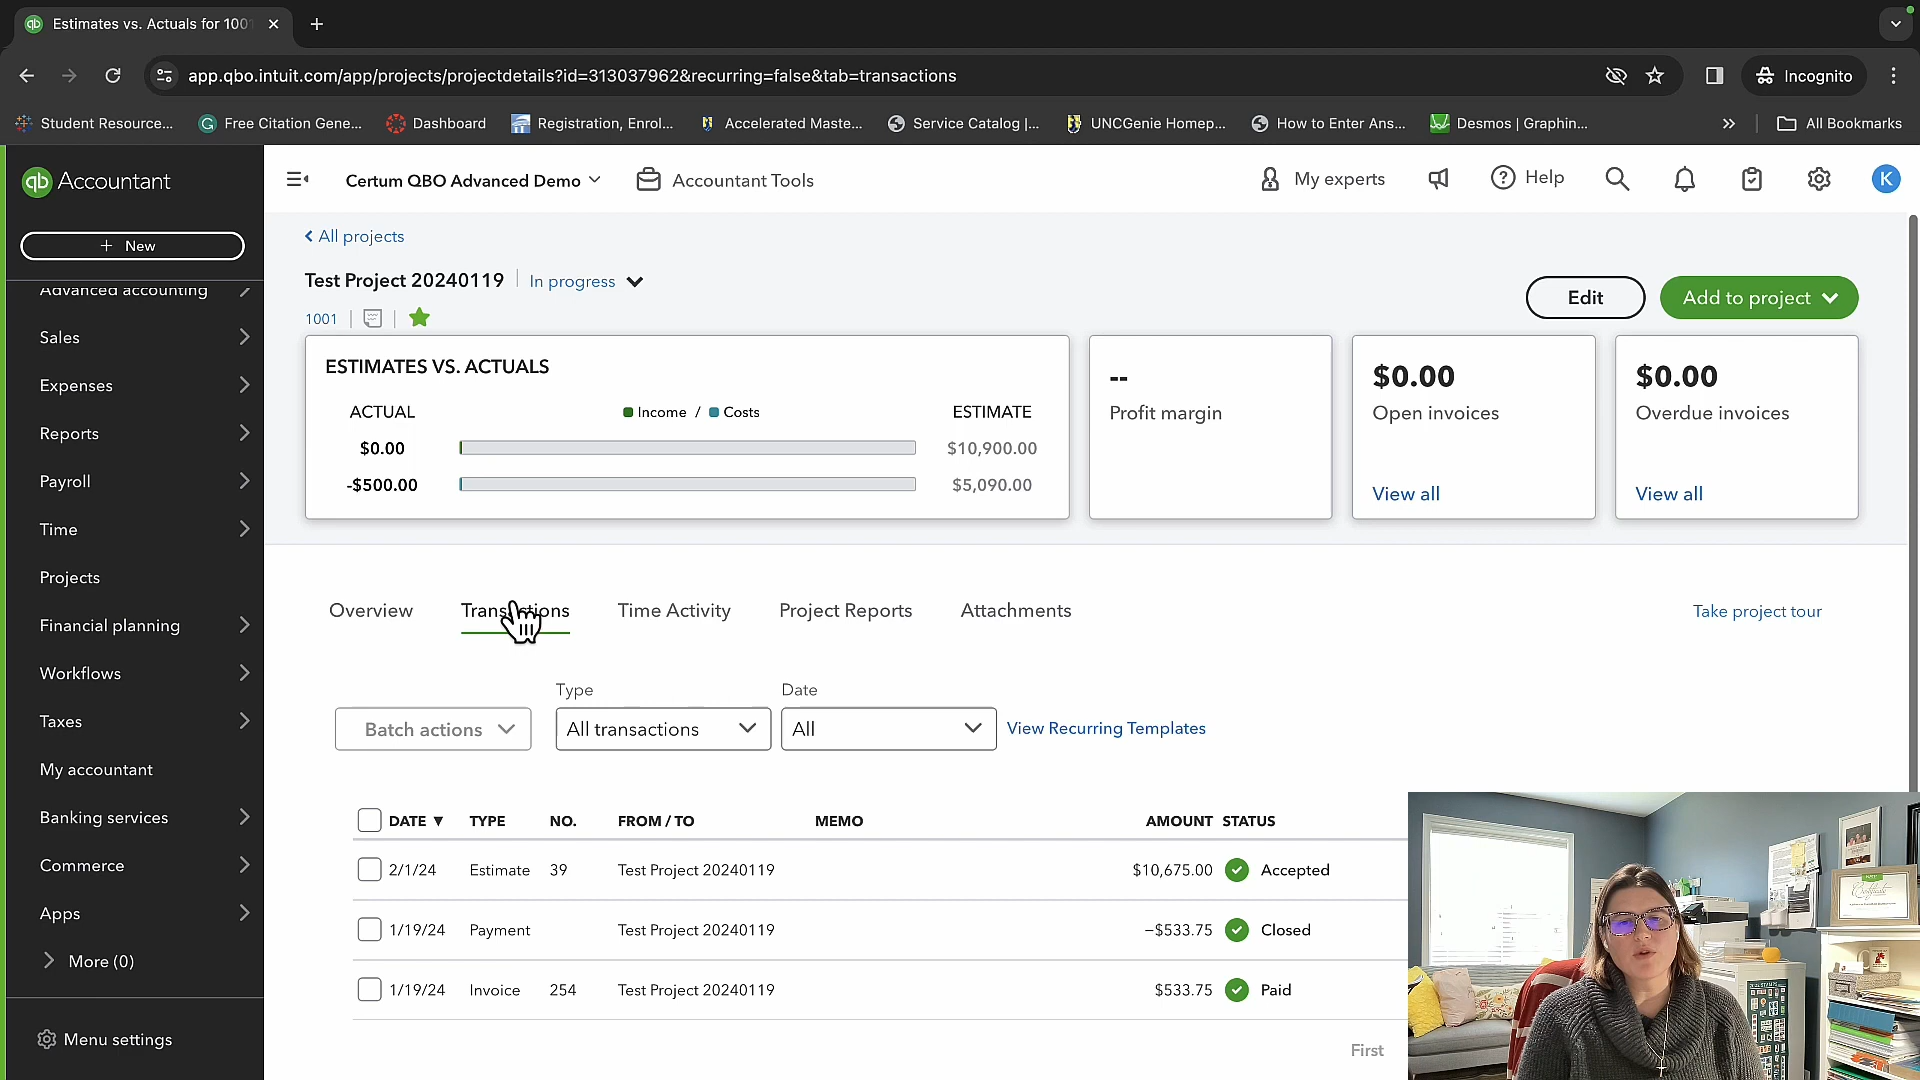 Estimates vs. Actuals for 100
app.qbo.intuit.com/app/projects/projectdetails?id=313037962&recurring=false&tab=transactions
Incognito
Student Resource...
Free Citation Gene...
Dashboard
Registration, Enrol...
Accelerated Maste...
Service Catalog |...
UNCGenie Homep...
How to Enter Ans...
Desmos | Graphin...
All Bookmarks
qb Accountant
Certum QBO Advanced Demo
Accountant Tools
My experts
Help
K
+ New
Advanced accounting
Sales
Expenses
Reports
Payroll
Time
Projects
Financial planning
Workflows
Taxes
My accountant
Banking services
Commerce
Apps
More (0)
Menu settings
All projects
Test Project 20240119
In progress
1001
Edit
Add to project
ESTIMATES VS. ACTUALS
ACTUAL
Income / Costs
ESTIMATE
$0.00
$10,900.00
-$500.00
$5,090.00
--
Profit margin
$0.00
Open invoices
View all
$0.00
Overdue invoices
View all
Overview
Transactions
Time Activity
Project Reports
Attachments
Take project tour
Batch actions
Type
All transactions
Date
All
View Recurring Templates
DATE ▼ TYPE NO. FROM / TO MEMO AMOUNT STATUS
2/1/24 Estimate 39 Test Project 20240119 $10,675.00 Accepted
1/19/24 Payment Test Project 20240119 −$533.75 Closed
1/19/24 Invoice 254 Test Project 20240119 $533.75 Paid
First